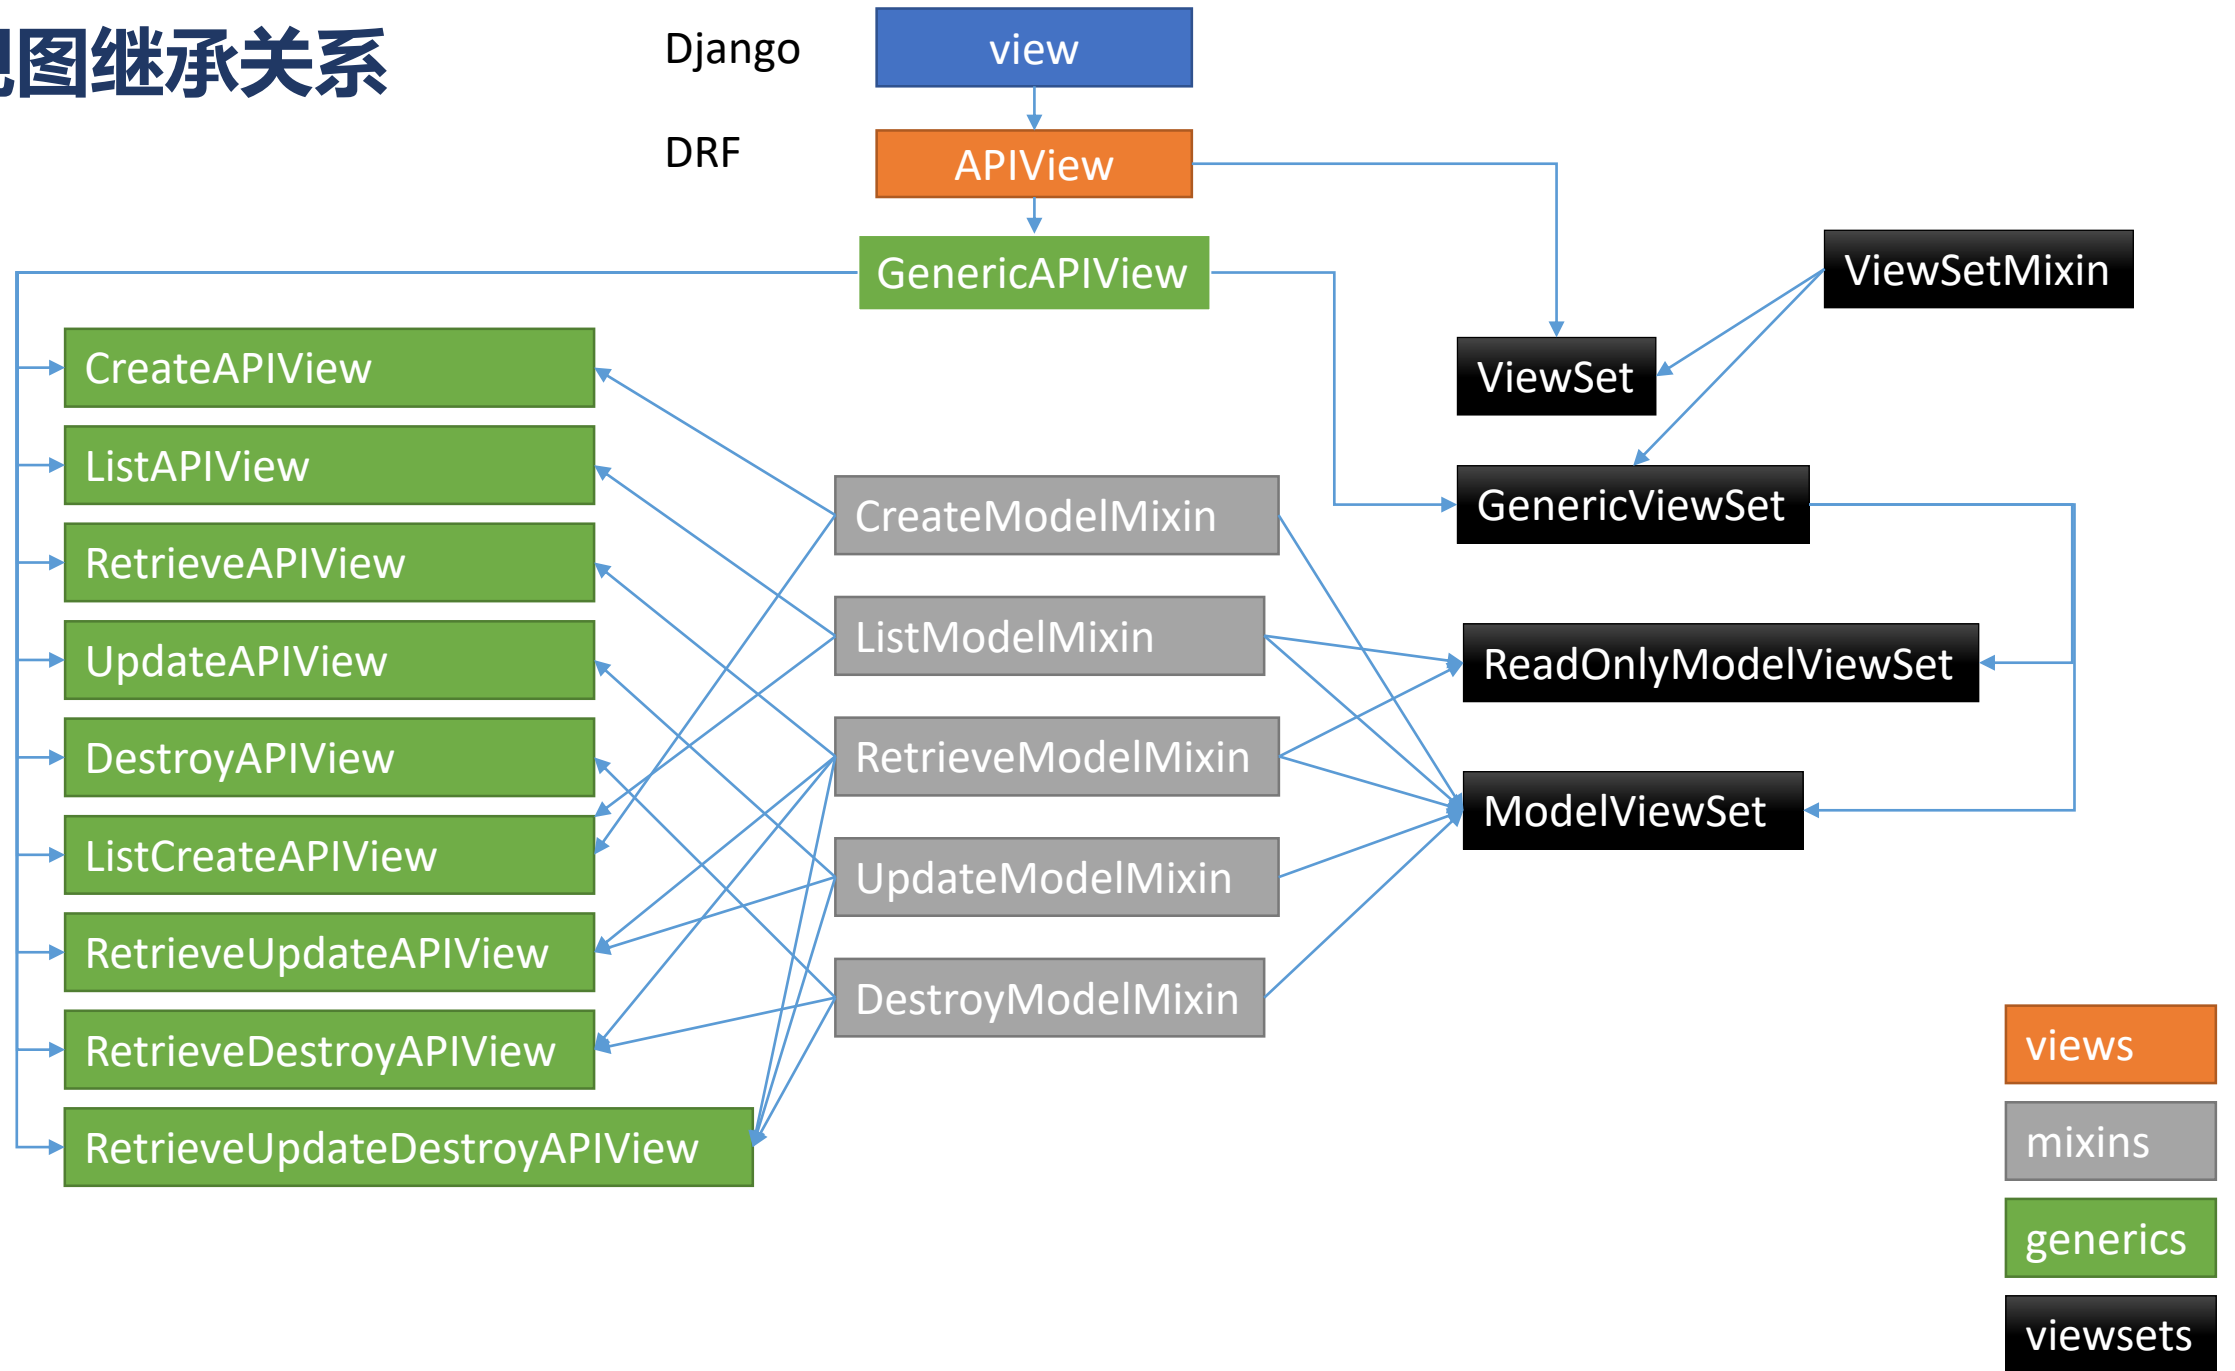 图继承关系
Django
view
DRF
APIView
GenericAPIView
ViewSetMixin
CreateAPIView
ViewSet
ListAPIView
GenericViewSet
CreateModelMixin
RetrieveAPIView
ListModelMixin
UpdateAPIView
ReadOnlyModelViewSet
RetrieveModelMixin
DestroyAPIView
ModelViewSet
ListCreateAPIView
UpdateModelMixin
RetrieveUpdateAPIView
DestroyModelMixin
RetrieveDestroyAPIView
RetrieveUpdateDestroyAPIView
views
mixins
generics
viewsets